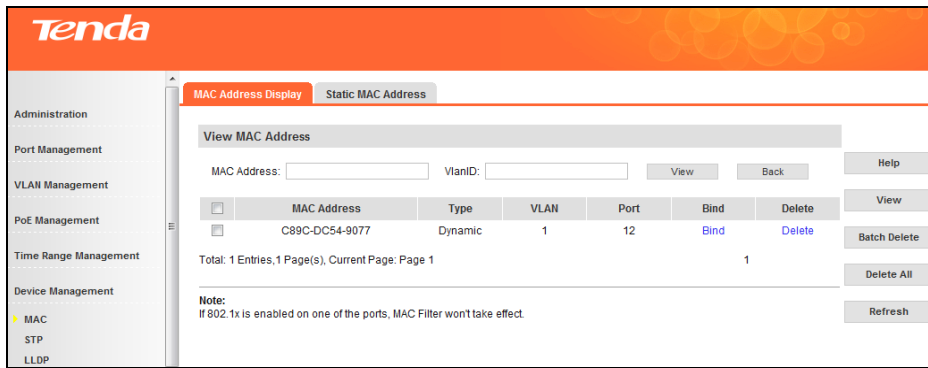 Tenda
Administration
Port Management
VLAN Management
PoE Management
Time Range Management
Device Management
MAC
STP
LLDP
MAC Address Display Static MAC Address
View MAC Address
MAC Address: VlanID: View Back
MAC Address Type VLAN Port Bind Delete
C89C-DC54-9077 Dynamic 1 12 Bind Delete
Total: 1 Entries,1 Page(s), Current Page: Page 1 1
Note:
If 802.1x is enabled on one of the ports, MAC Filter won't take effect.
Help
View
Batch Delete
Delete All
Refresh